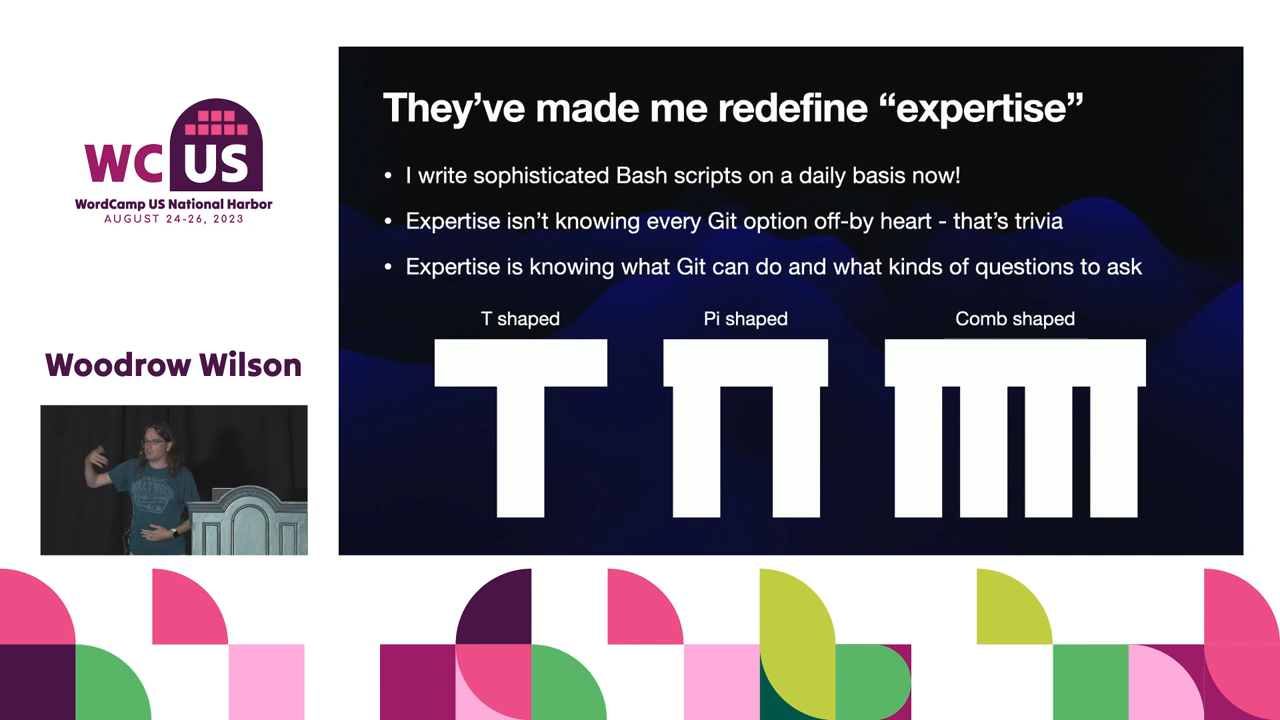 WC US
WordCamp US National Harbor
AUGUST 24-26, 2023
Woodrow Wilson
They’ve made me redefine “expertise”
• I write sophisticated Bash scripts on a daily basis now!
• Expertise isn’t knowing every Git option off-by heart - that’s trivia
• Expertise is knowing what Git can do and what kinds of questions to ask
T shaped
Pi shaped
Comb shaped